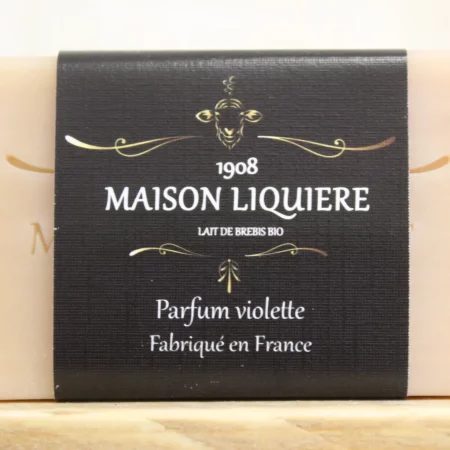 1908
MAISON LIQUIERE
LAIT DE BREBIS BIO
Parfum violette
Fabriqué en France